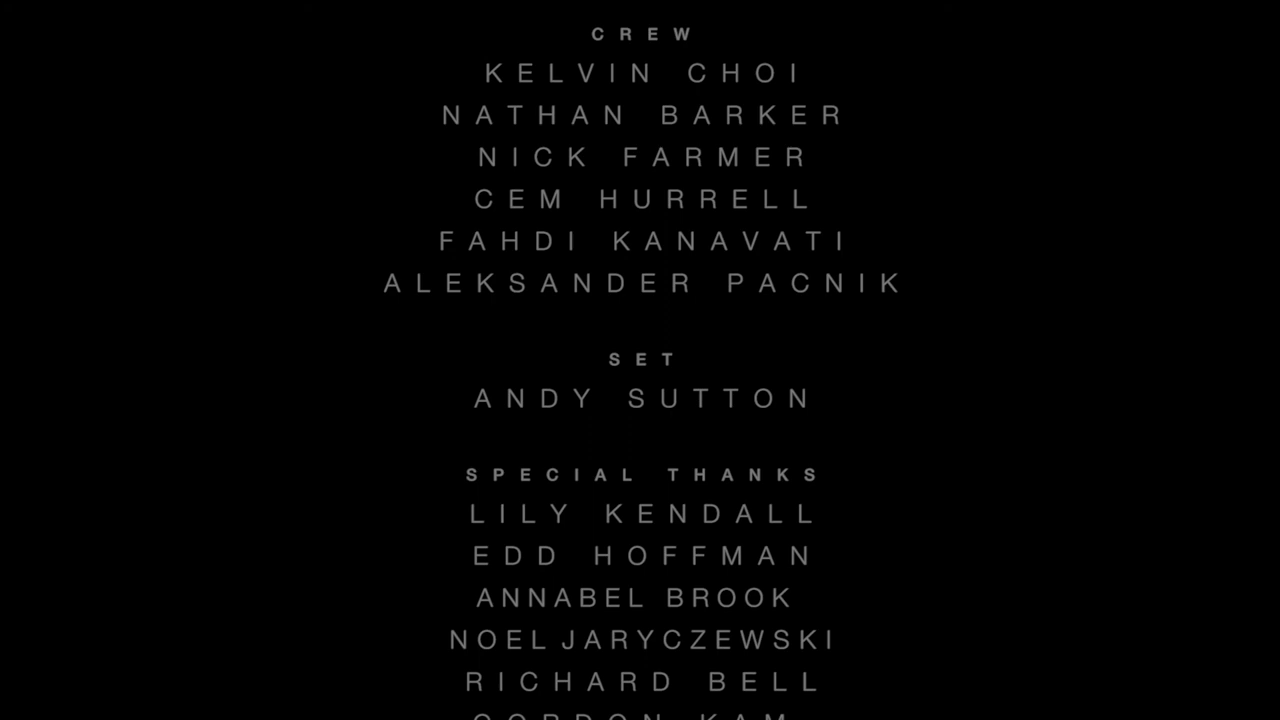 CREW
KELVIN CHOI
NATHAN BARKER
NICK FARMER
CEM HURRELL
FAHDI KANAVATI
ALEKSANDER PACNIK
SET
ANDY SUTTON
SPECIAL THANKS
LILY KENDALL
EDD HOFFMAN
ANNABEL BROOK
NOEL JARYCZEWSKI
RICHARD BELL